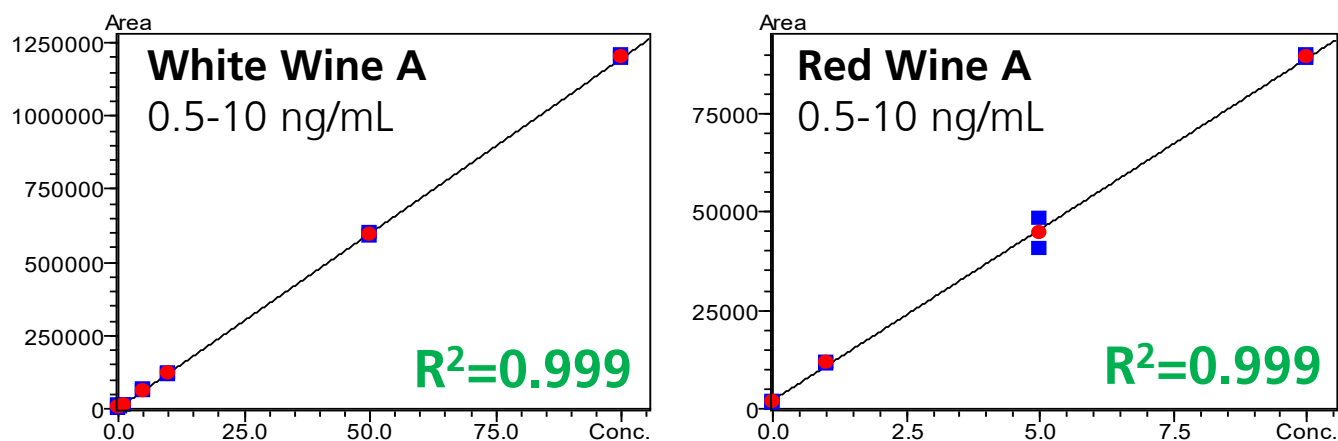 Area
White Wine A
0.5-10 ng/mL
1250000
1000000
750000
500000
250000
0
R²=0.999
0.0 25.0 50.0 75.0 Conc.
Area
Red Wine A
0.5-10 ng/mL
75000
50000
25000
0
R²=0.999
0.0 2.5 5.0 7.5 Conc.